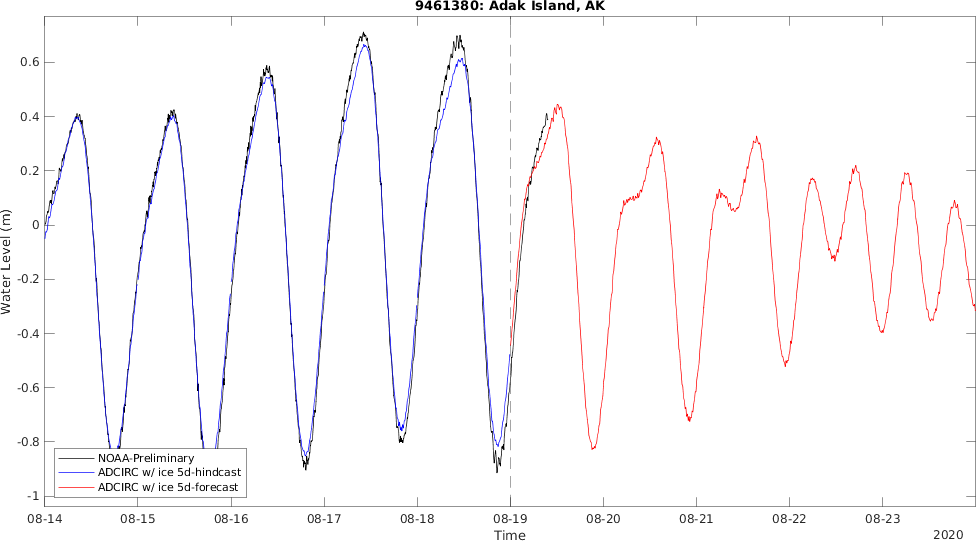 9461380: Adak Island, AK
Water Level (m)
0.6
0.4
0.2
0
-0.2
-0.4
-0.6
-0.8
-1
NOAA-Preliminary
ADCIRC w/ ice 5d-hindcast
ADCIRC w/ ice 5d-forecast
08-14 08-15 08-16 08-17 08-18 08-19 08-20 08-21 08-22 08-23
Time
2020